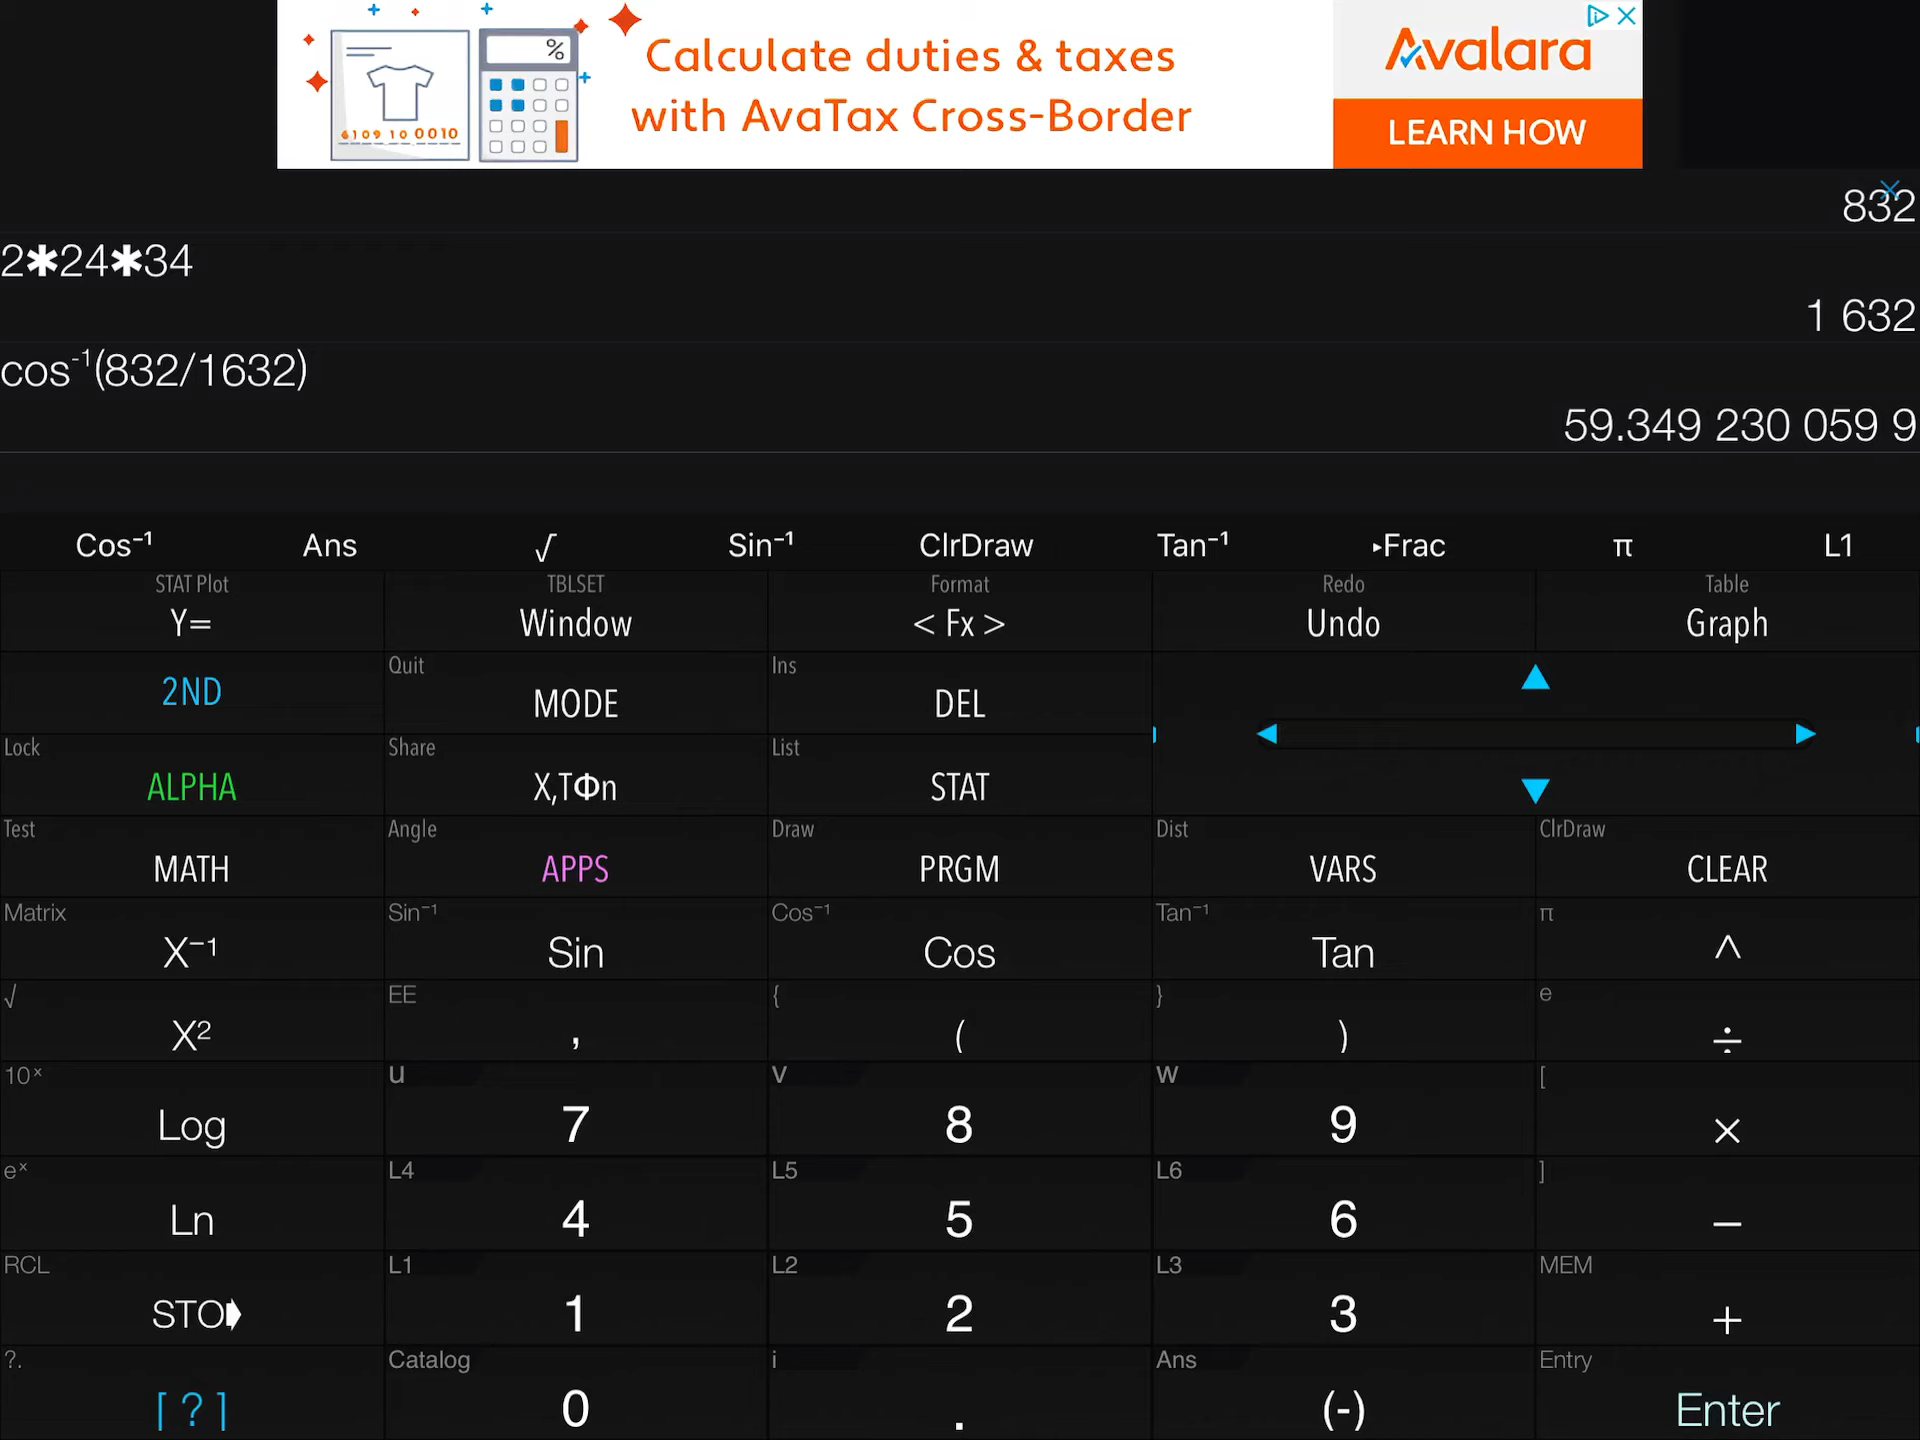 %
6109 10 0010
Calculate duties & taxes
with AvaTax Cross-Border
Avalara
LEARN HOW
832
2✱24✱34
1 632
cos⁻¹(832/1632)
59.349 230 059 9
Cos⁻¹ Ans √ Sin⁻¹ ClrDraw Tan⁻¹ ▸Frac π L1
STAT Plot TBLSET Format Redo Table
Y= Window < Fx > Undo Graph
Quit Ins
2ND MODE DEL
Lock Share List
ALPHA X,TΦn STAT
Test Angle Draw Dist ClrDraw
MATH APPS PRGM VARS CLEAR
Matrix Sin⁻¹ Cos⁻¹ Tan⁻¹ π
X⁻¹ Sin Cos Tan ^
√ EE { } e
X² , ( ) ÷
10ˣ u v w [
Log 7 8 9 ×
eˣ L4 L5 L6 ]
Ln 4 5 6 −
RCL L1 L2 L3 MEM
STO➧ 1 2 3 +
?. Catalog i Ans Entry
[ ? ] 0 . (-) Enter